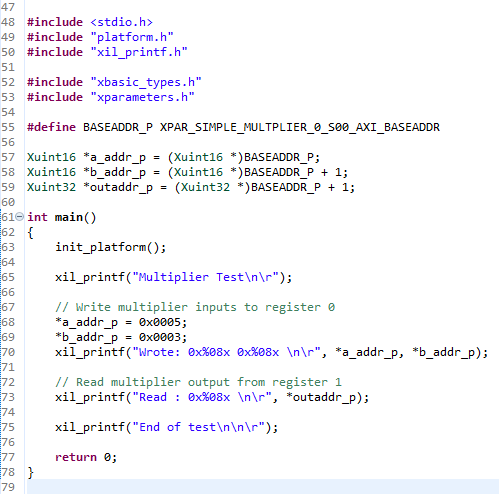 47
48 #include <stdio.h>
49 #include "platform.h"
50 #include "xil_printf.h"
51
52 #include "xbasic_types.h"
53 #include "xparameters.h"
54
55 #define BASEADDR_P XPAR_SIMPLE_MULTPLIER_0_S00_AXI_BASEADDR
56
57 Xuint16 *a_addr_p = (Xuint16 *)BASEADDR_P;
58 Xuint16 *b_addr_p = (Xuint16 *)BASEADDR_P + 1;
59 Xuint32 *outaddr_p = (Xuint32 *)BASEADDR_P + 1;
60
61 int main()
62 {
63     init_platform();
64
65     xil_printf("Multiplier Test\n\r");
66
67     // Write multiplier inputs to register 0
68     *a_addr_p = 0x0005;
69     *b_addr_p = 0x0003;
70     xil_printf("Wrote: 0x%08x 0x%08x \n\r", *a_addr_p, *b_addr_p);
71
72     // Read multiplier output from register 1
73     xil_printf("Read : 0x%08x \n\r", *outaddr_p);
74
75     xil_printf("End of test\n\n\r");
76
77     return 0;
78 }
79